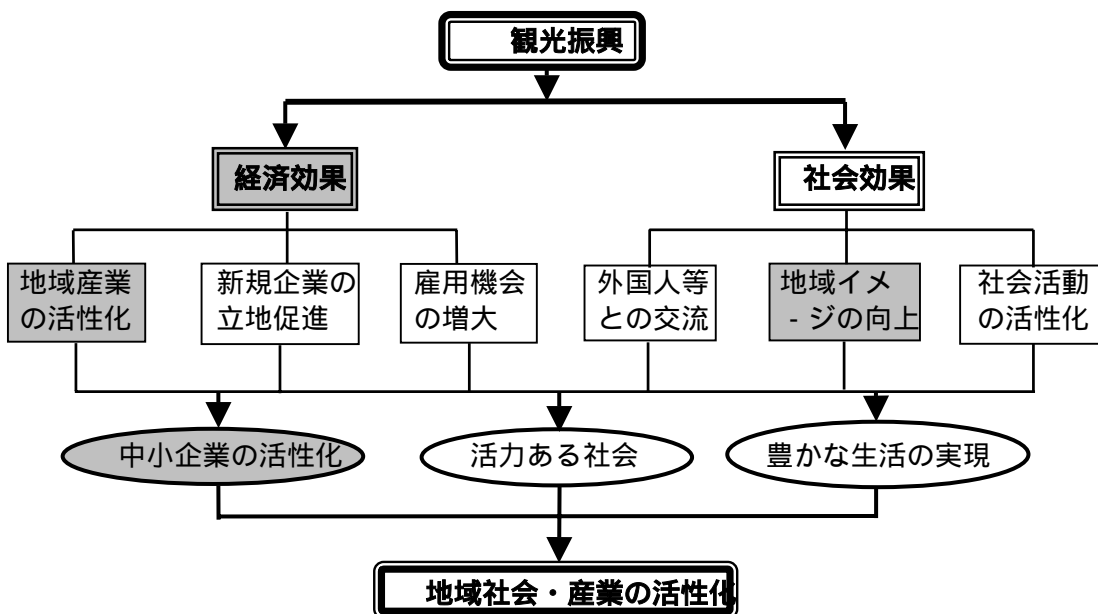 観光振興
経済効果
社会効果
地域産業
の活性化
新規企業の
立地促進
雇用機会
の増大
外国人等
との交流
地域イメ
-ジの向上
社会活動
の活性化
中小企業の活性化
活力ある社会
豊かな生活の実現
地域社会・産業の活性化